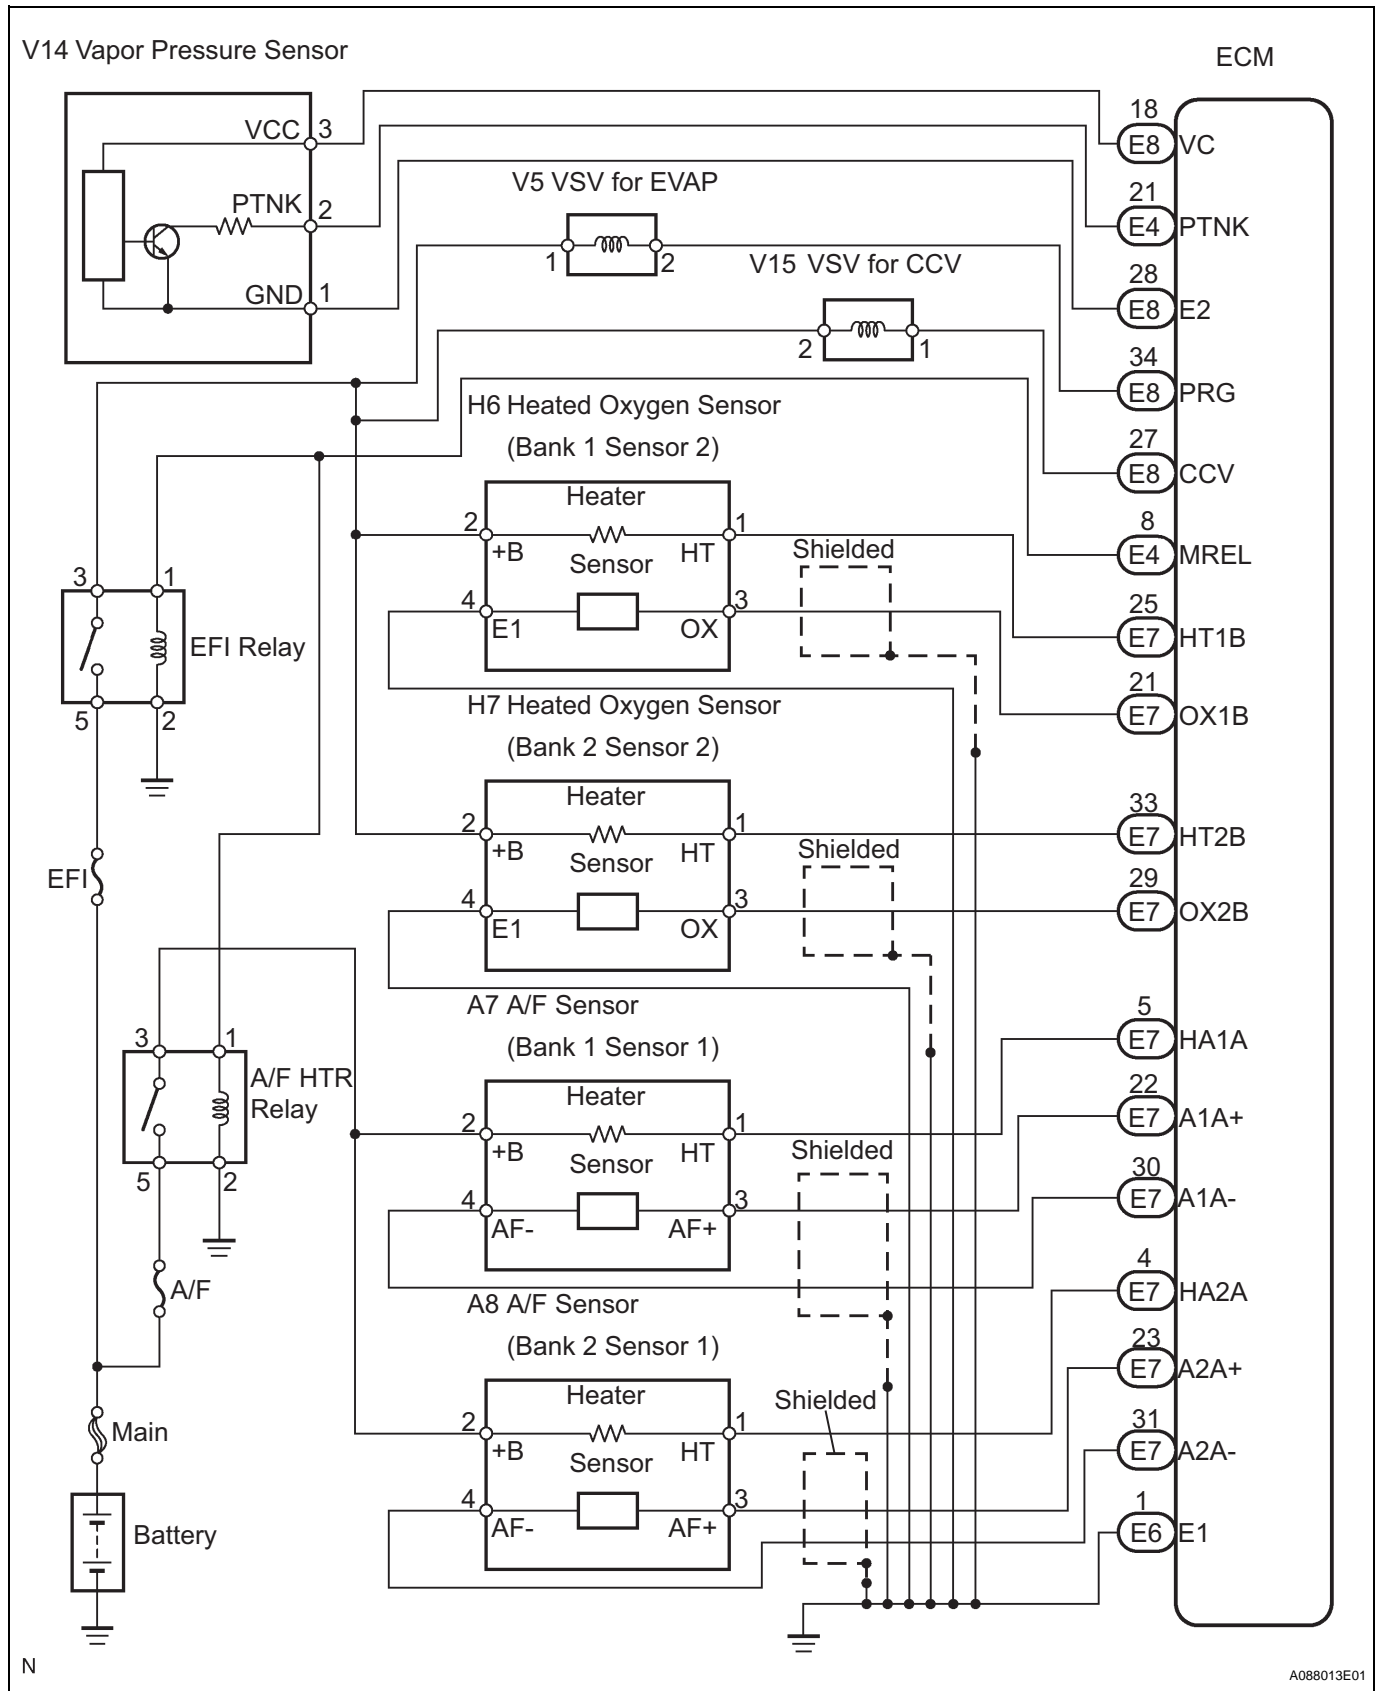 V14 Vapor Pressure Sensor
ECM
VCC 3
18
E8 VC
PTNK 2
V5 VSV for EVAP
21
E4 PTNK
1 2
V15 VSV for CCV
GND 1
28
E8 E2
2 1
34
E8 PRG
H6 Heated Oxygen Sensor
(Bank 1 Sensor 2)
27
E8 CCV
Heater
2 1
+B HT
Sensor
Shielded
8
E4 MREL
3 1
4 3
E1 OX
25
E7 HT1B
EFI Relay
5 2
H7 Heated Oxygen Sensor
(Bank 2 Sensor 2)
21
E7 OX1B
Heater
2 1
+B HT
Sensor
Shielded
33
E7 HT2B
EFI
4 3
E1 OX
29
E7 OX2B
A7 A/F Sensor
(Bank 1 Sensor 1)
5
E7 HA1A
3 1
A/F HTR
Relay
Heater
2 1
+B HT
Sensor
Shielded
22
E7 A1A+
5 2
4 3
AF- AF+
30
E7 A1A-
A/F
A8 A/F Sensor
(Bank 2 Sensor 1)
4
E7 HA2A
23
E7 A2A+
Main
Heater
2 1
+B HT
Sensor
Shielded
31
E7 A2A-
4 3
AF- AF+
Battery
1
E6 E1
N
A088013E01